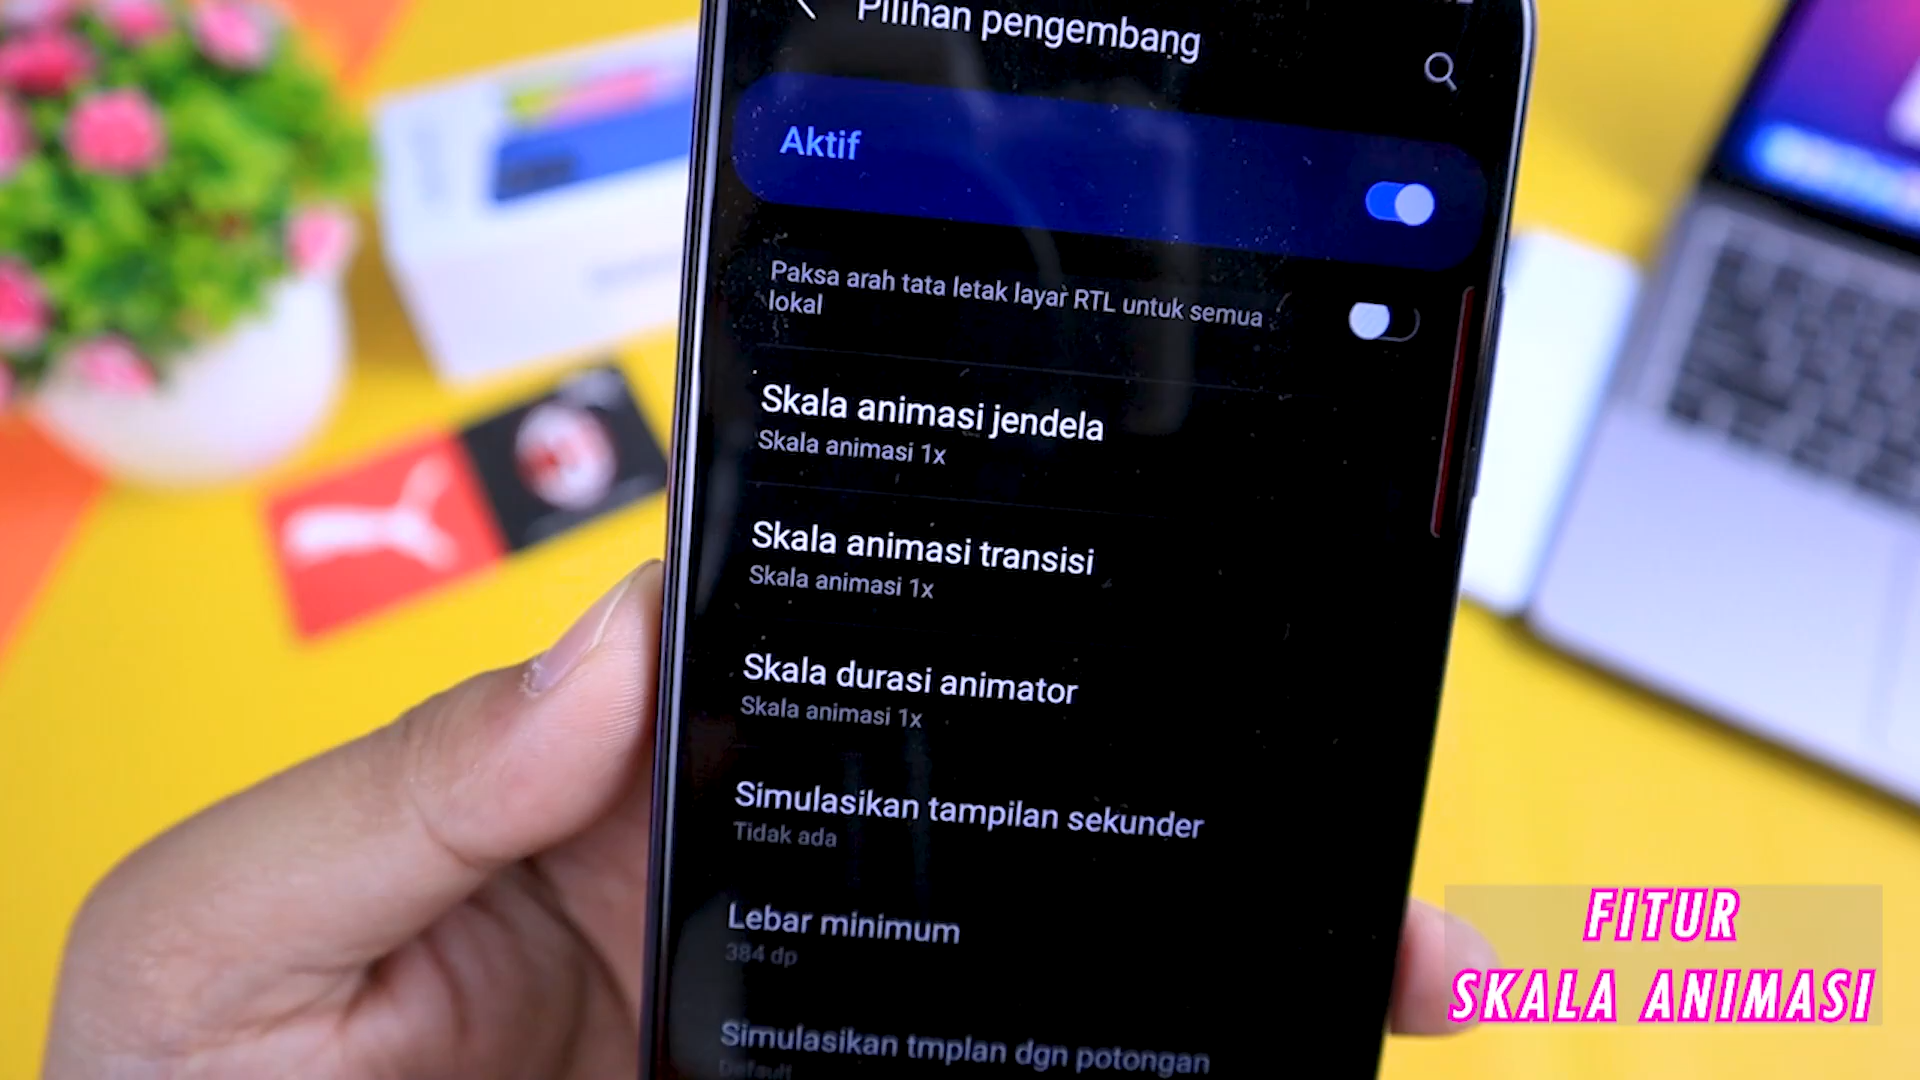 Pilihan pengembang
Aktif
Paksa arah tata letak layar RTL untuk semua
lokal
Skala animasi jendela
Skala animasi 1x
Skala animasi transisi
Skala animasi 1x
Skala durasi animator
Skala animasi 1x
Simulasikan tampilan sekunder
Tidak ada
Lebar minimum
384 dp
Simulasikan tmplan dgn potongan
Default
FITUR
SKALA ANIMASI